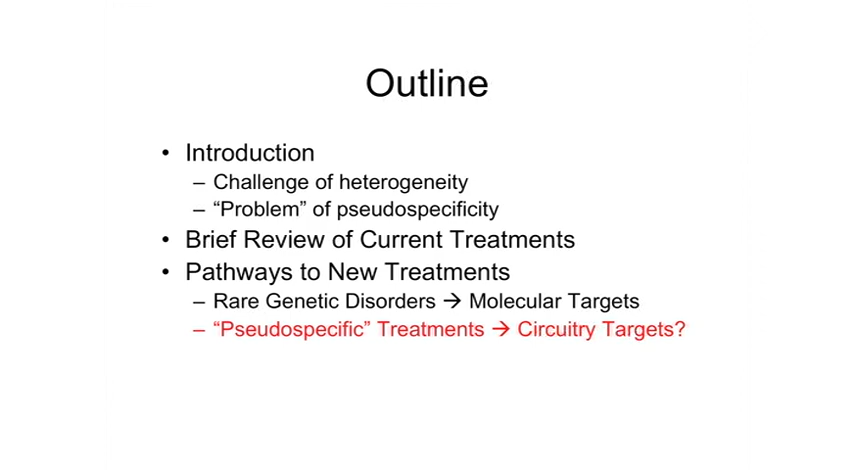 Outline
• Introduction
– Challenge of heterogeneity
– “Problem” of pseudospecificity
• Brief Review of Current Treatments
• Pathways to New Treatments
– Rare Genetic Disorders → Molecular Targets
– “Pseudospecific” Treatments → Circuitry Targets?